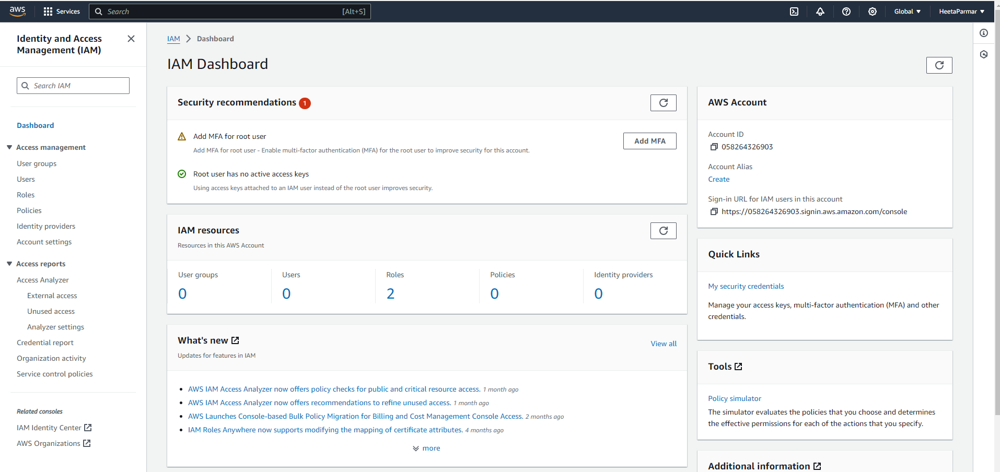 aws
Services
Search
[Alt+S]
Global
HeetaParmar
Identity and Access
Management (IAM)
Search IAM
Dashboard
Access management
User groups
Users
Roles
Policies
Identity providers
Account settings
Access reports
Access Analyzer
External access
Unused access
Analyzer settings
Credential report
Organization activity
Service control policies
Related consoles
IAM Identity Center
AWS Organizations
IAM > Dashboard
IAM Dashboard
Security recommendations 1
Add MFA for root user
Add MFA for root user - Enable multi-factor authentication (MFA) for the root user to improve security for this account.
Add MFA
Root user has no active access keys
Using access keys attached to an IAM user instead of the root user improves security.
IAM resources
Resources in this AWS Account
User groups
0
Users
0
Roles
2
Policies
0
Identity providers
0
What's new
View all
Updates for features in IAM
AWS IAM Access Analyzer now offers policy checks for public and critical resource access. 1 month ago
AWS IAM Access Analyzer now offers recommendations to refine unused access. 1 month ago
AWS Launches Console-based Bulk Policy Migration for Billing and Cost Management Console Access. 2 months ago
IAM Roles Anywhere now supports modifying the mapping of certificate attributes. 4 months ago
more
AWS Account
Account ID
058264326903
Account Alias
Create
Sign-in URL for IAM users in this account
https://058264326903.signin.aws.amazon.com/console
Quick Links
My security credentials
Manage your access keys, multi-factor authentication (MFA) and other
credentials.
Tools
Policy simulator
The simulator evaluates the policies that you choose and determines
the effective permissions for each of the actions that you specify.
Additional information